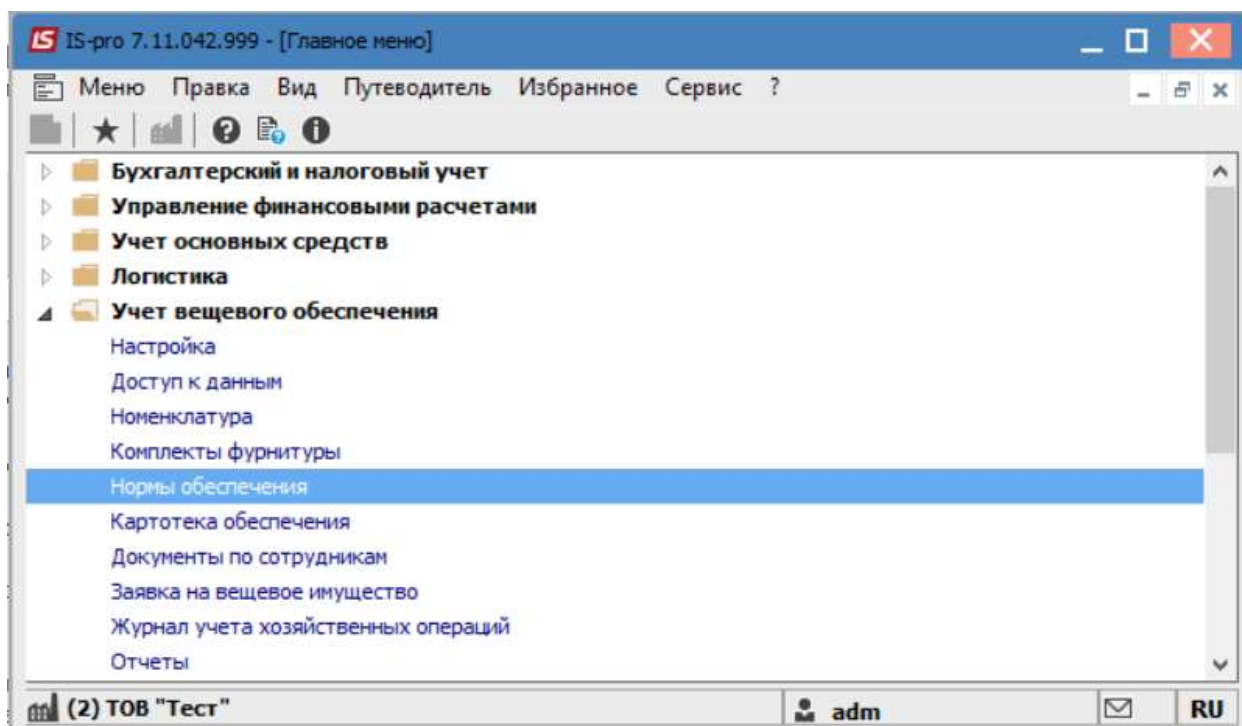 IS IS-pro 7.11.042.999 - [Главное меню]
Меню Правка Вид Путеводитель Избранное Сервис ?
Бухгалтерский и налоговый учет
Управление финансовыми расчетами
Учет основных средств
Логистика
Учет вещевого обеспечения
Настройка
Доступ к данным
Номенклатура
Комплекты фурнитуры
Нормы обеспечения
Картотека обеспечения
Документы по сотрудникам
Заявка на вещевое имущество
Журнал учета хозяйственных операций
Отчеты
(2) ТОВ "Тест" adm RU